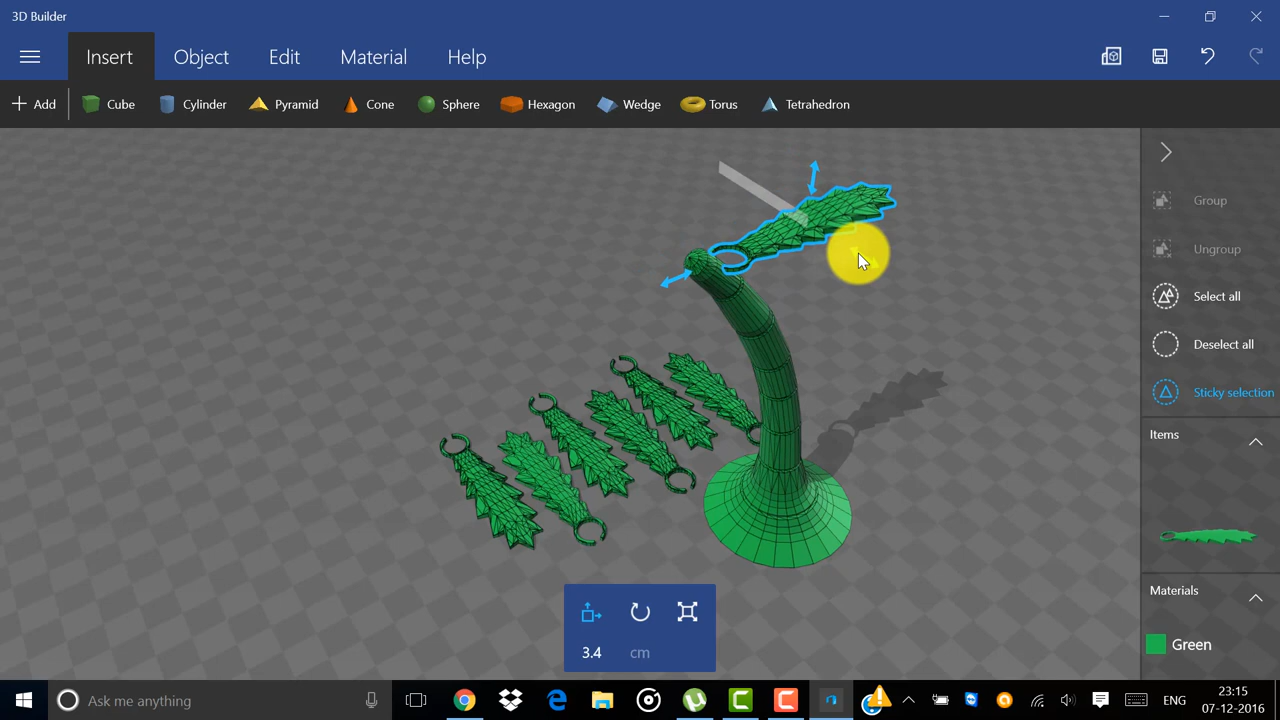 3D Builder
Insert Object Edit Material Help
Add Cube Cylinder Pyramid Cone Sphere Hexagon Wedge Torus Tetrahedron
Group
Ungroup
Select all
Deselect all
Sticky selection
Items
Materials
Green
3.4 cm
Ask me anything
ENG
23:15
07-12-2016